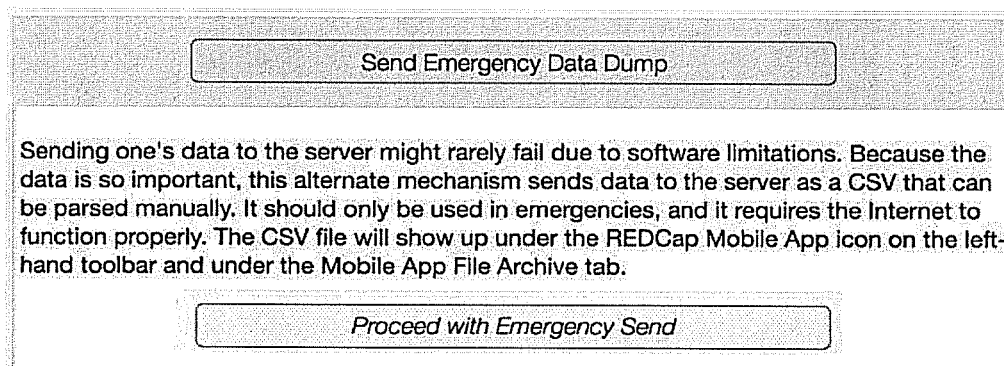 Send Emergency Data Dump
Sending one's data to the server might rarely fail due to software limitations. Because the
data is so important, this alternate mechanism sends data to the server as a CSV that can
be parsed manually. It should only be used in emergencies, and it requires the Internet to
function properly. The CSV file will show up under the REDCap Mobile App icon on the left-
hand toolbar and under the Mobile App File Archive tab.
Proceed with Emergency Send